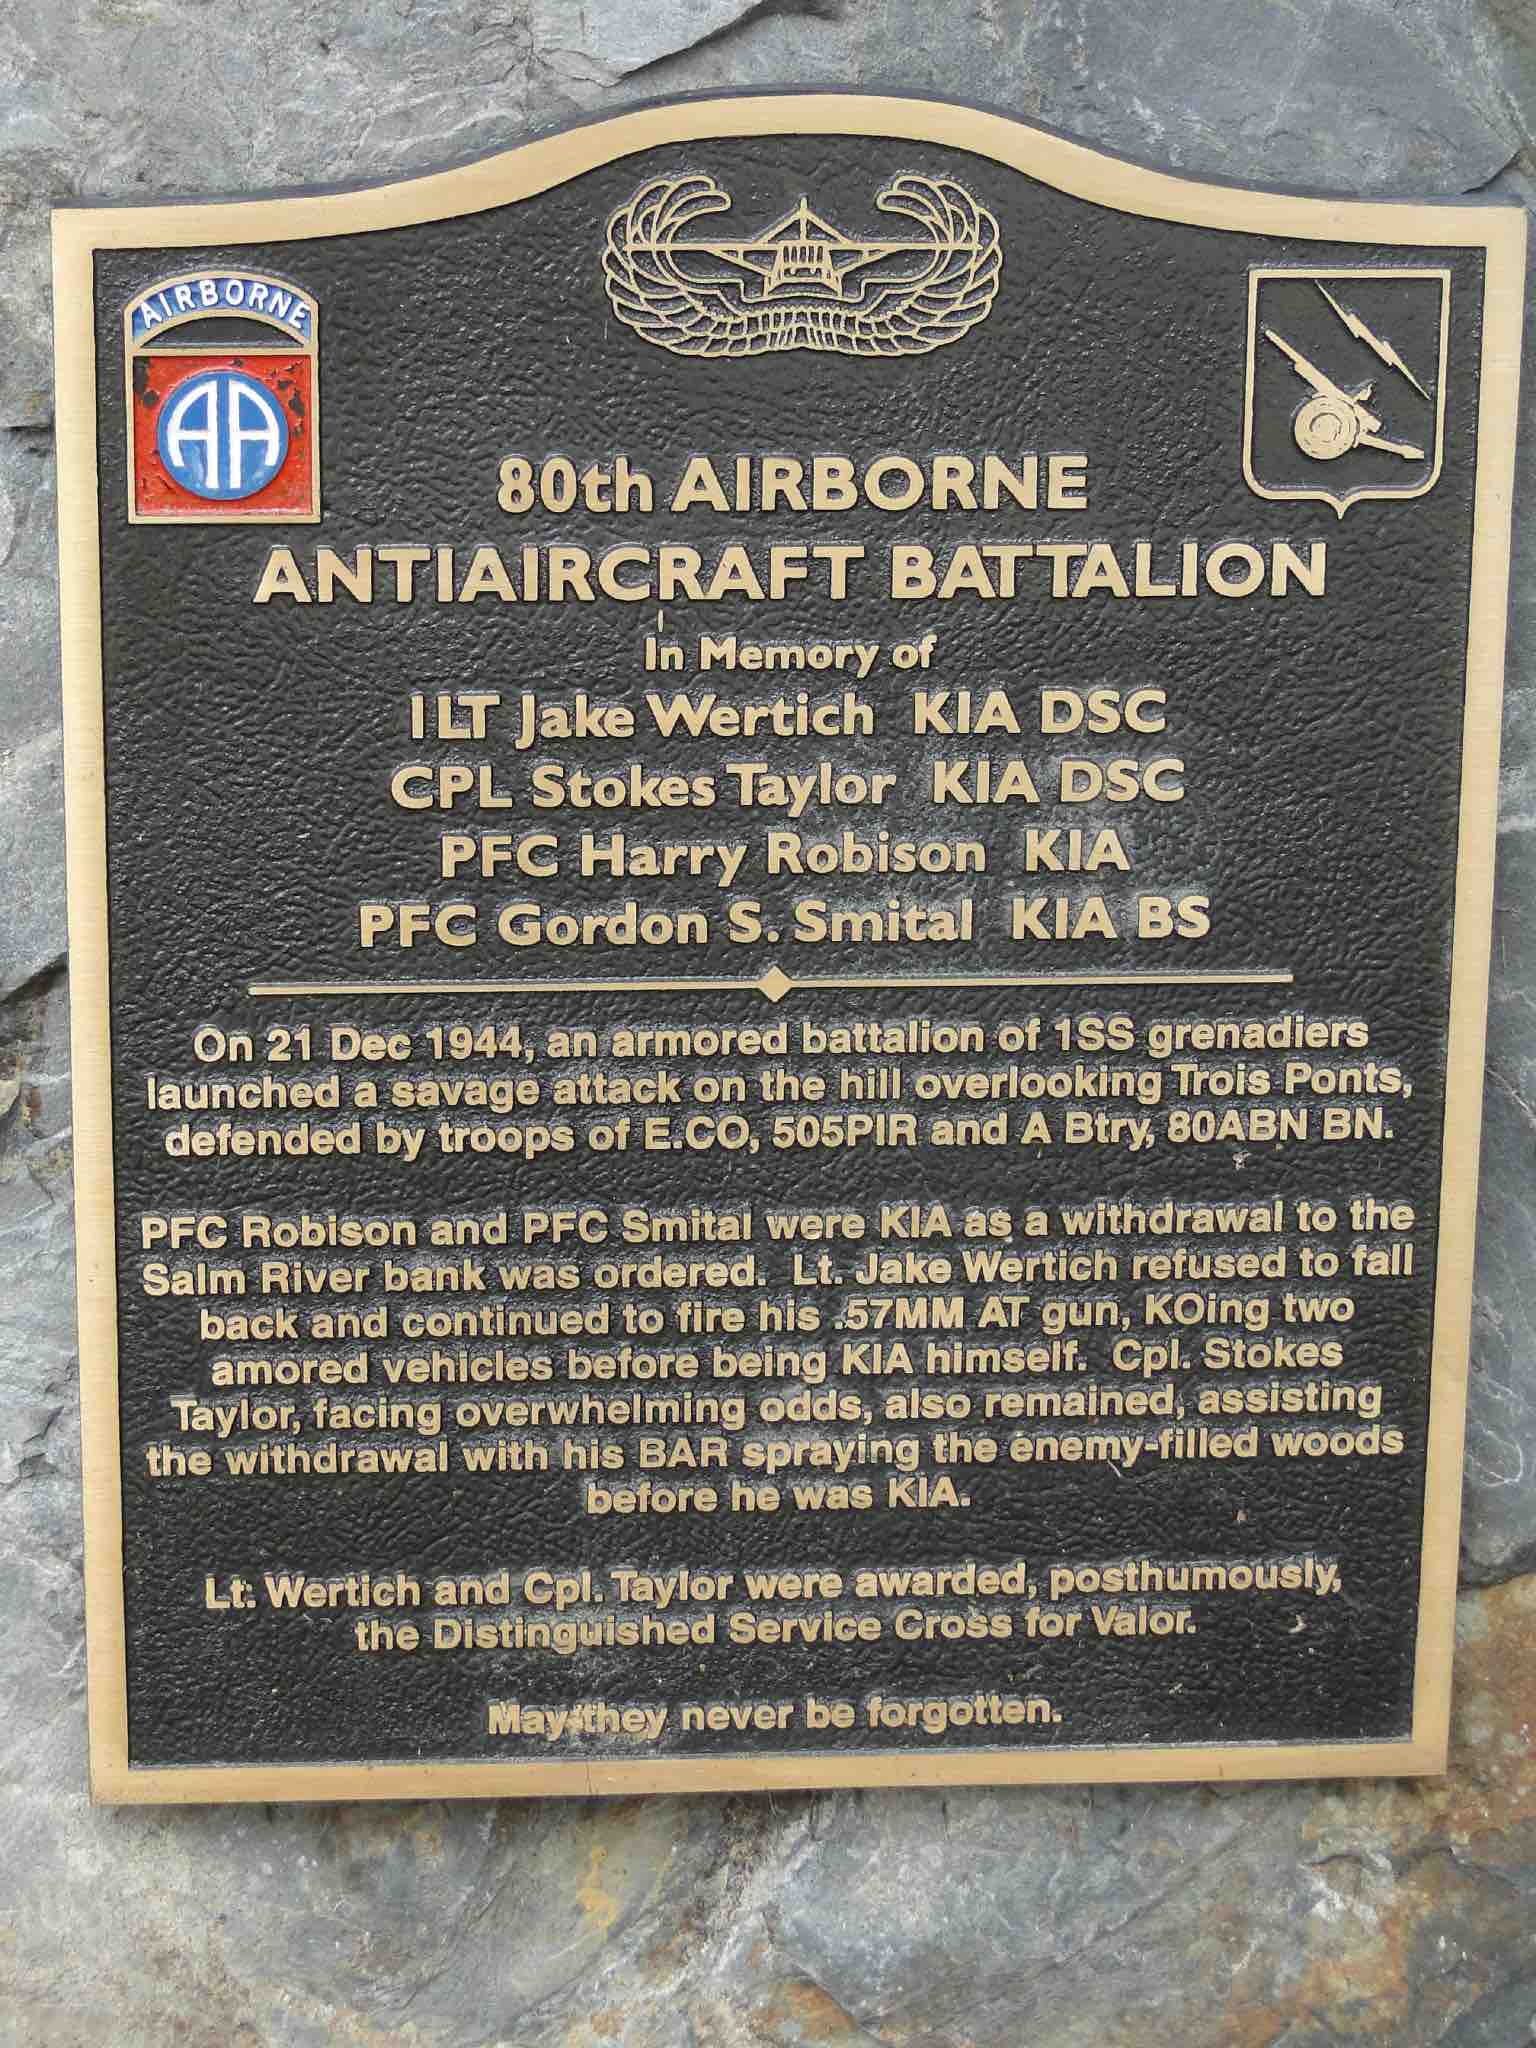 AIRBORNE
AA
80th AIRBORNE
ANTIAIRCRAFT BATTALION
In Memory of
1LT Jake Wertich KIA DSC
CPL Stokes Taylor KIA DSC
PFC Harry Robison KIA
PFC Gordon S. Smital KIA BS
On 21 Dec 1944, an armored battalion of 1SS grenadiers
launched a savage attack on the hill overlooking Trois Ponts,
defended by troops of E.CO, 505PIR and A Btry, 80ABN BN.
PFC Robison and PFC Smital were KIA as a withdrawal to the
Salm River bank was ordered. Lt. Jake Wertich refused to fall
back and continued to fire his .57MM AT gun, KOing two
amored vehicles before being KIA himself. Cpl. Stokes
Taylor, facing overwhelming odds, also remained, assisting
the withdrawal with his BAR spraying the enemy-filled woods
before he was KIA.
Lt. Wertich and Cpl. Taylor were awarded, posthumously,
the Distinguished Service Cross for Valor.
May they never be forgotten.